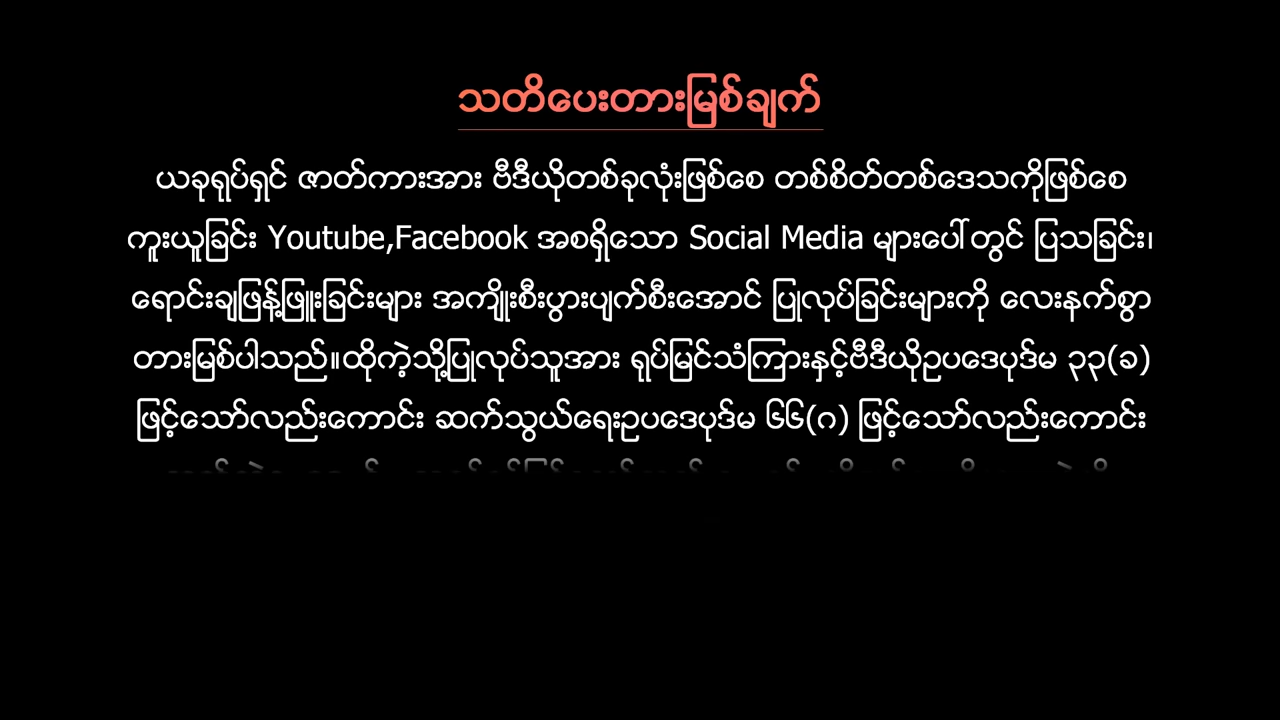 သတိပေးတားမြစ်ချက်
ယခုရုပ်ရှင် ဇာတ်ကားအား ဗီဒီယိုတစ်ခုလုံးဖြစ်စေ တစ်စိတ်တစ်ဒေသကိုဖြစ်စေ
ကူးယူခြင်း Youtube,Facebook အစရှိသော Social Media များပေါ်တွင် ပြသခြင်း၊
ရောင်းချဖြန့်ဖြူးခြင်းများ အကျိုးစီးပွားပျက်စီးအောင် ပြုလုပ်ခြင်းများကို လေးနက်စွာ
တားမြစ်ပါသည်။ထိုကဲ့သို့ပြုလုပ်သူအား ရုပ်မြင်သံကြားနှင့်ဗီဒီယိုဥပဒေပုဒ်မ ၃၃(ခ)
ဖြင့်သော်လည်းကောင်း ဆက်သွယ်ရေးဥပဒေပုဒ်မ ၆၆(ဂ) ဖြင့်သော်လည်းကောင်း